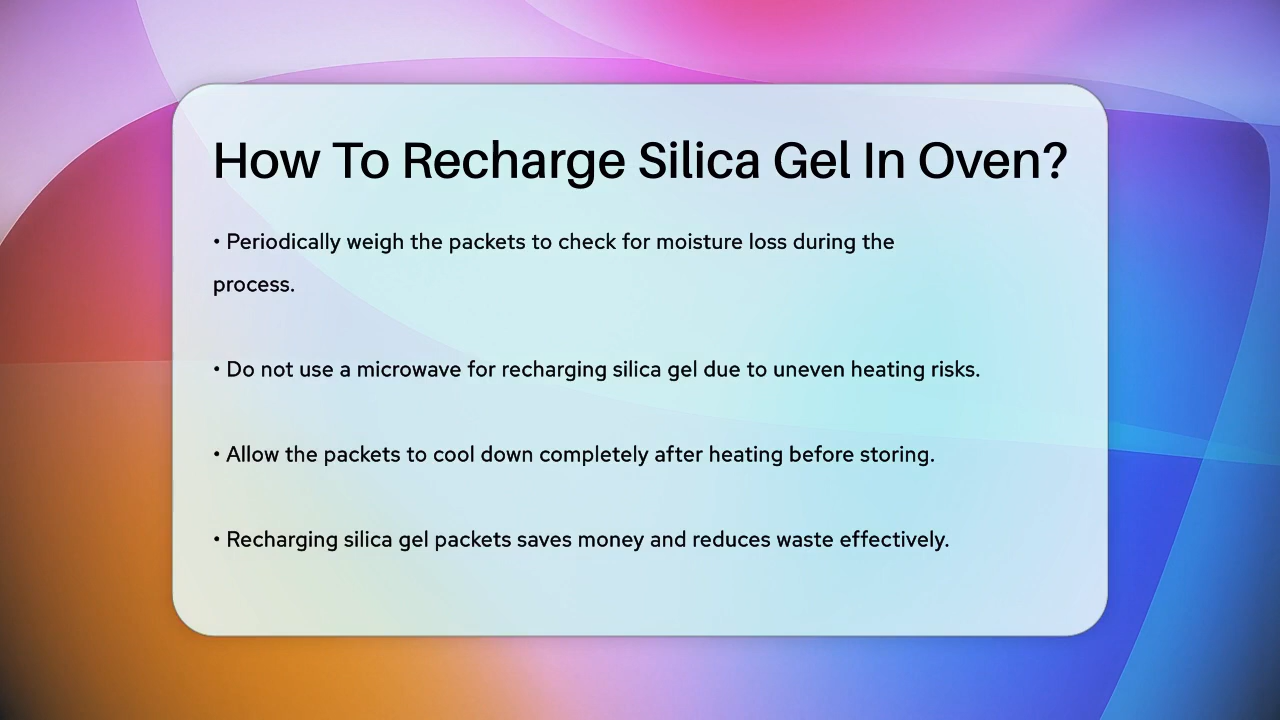 How To Recharge Silica Gel In Oven?
• Periodically weigh the packets to check for moisture loss during the
process.
• Do not use a microwave for recharging silica gel due to uneven heating risks.
• Allow the packets to cool down completely after heating before storing.
• Recharging silica gel packets saves money and reduces waste effectively.